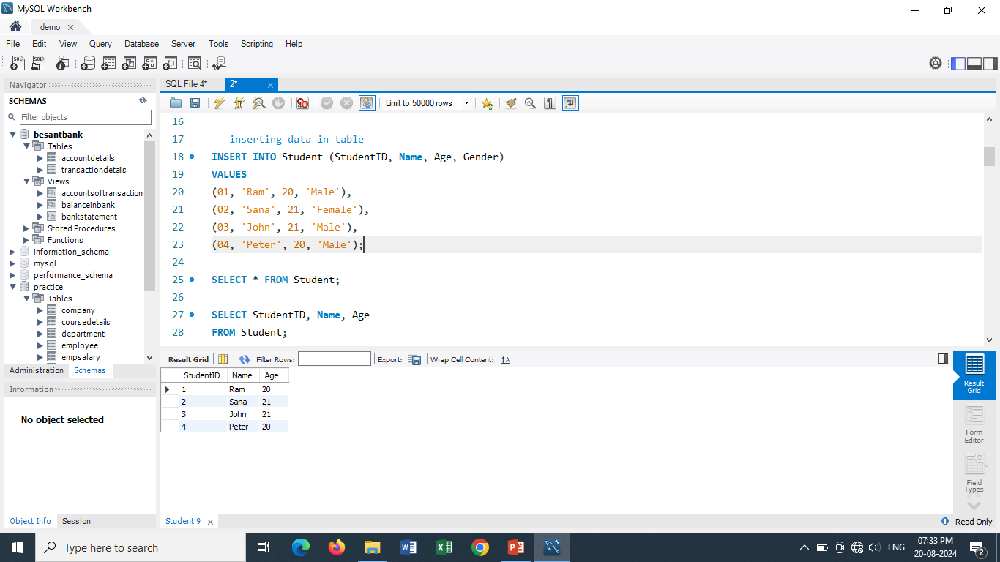 MySQL Workbench
demo
File Edit View Query Database Server Tools Scripting Help
Navigator
SCHEMAS
Filter objects
besantbank
Tables
accountdetails
transactiondetails
Views
accountsoftransactions
balanceinbank
bankstatement
Stored Procedures
Functions
information_schema
mysql
performance_schema
practice
Tables
company
coursedetails
department
employee
empsalary
Administration Schemas
Information
No object selected
Object Info Session
SQL File 4* 2*
Limit to 50000 rows
16
17 -- inserting data in table
18 INSERT INTO Student (StudentID, Name, Age, Gender)
19 VALUES
20 (01, 'Ram', 20, 'Male'),
21 (02, 'Sana', 21, 'Female'),
22 (03, 'John', 21, 'Male'),
23 (04, 'Peter', 20, 'Male');
24
25 SELECT * FROM Student;
26
27 SELECT StudentID, Name, Age
28 FROM Student;
Result Grid Filter Rows: Export: Wrap Cell Content:
StudentID Name Age
1 Ram 20
2 Sana 21
3 John 21
4 Peter 20
Result
Grid
Form
Editor
Field
Types
Student 9
Read Only
Type here to search
ENG
07:33 PM
20-08-2024
2